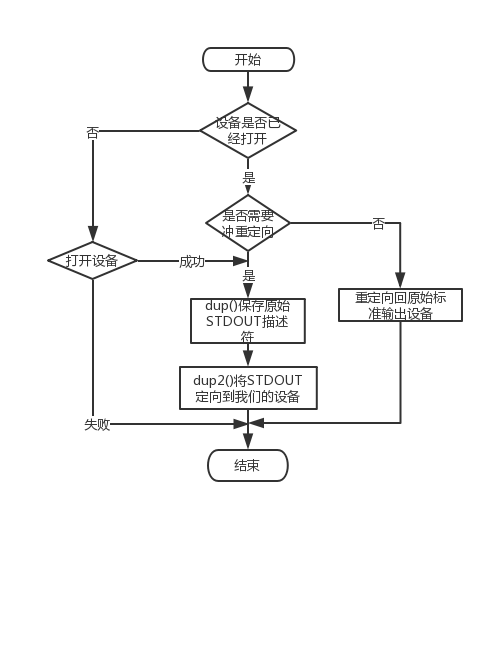 开始
设备是否已
经打开
否
是
是否需要
冲重定向
否
打开设备
成功
是
dup()保存原始
STDOUT描述
符
重定向回原始标
准输出设备
dup2()将STDOUT
定向到我们的设备
失败
结束